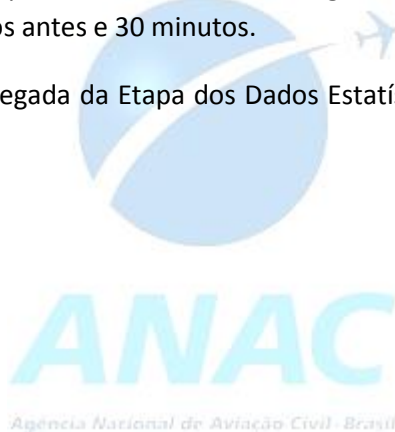 os antes e 30 minutos.
egada da Etapa dos Dados Estatí
ANAC
Agência Nacional de Aviação Civil - Brasil